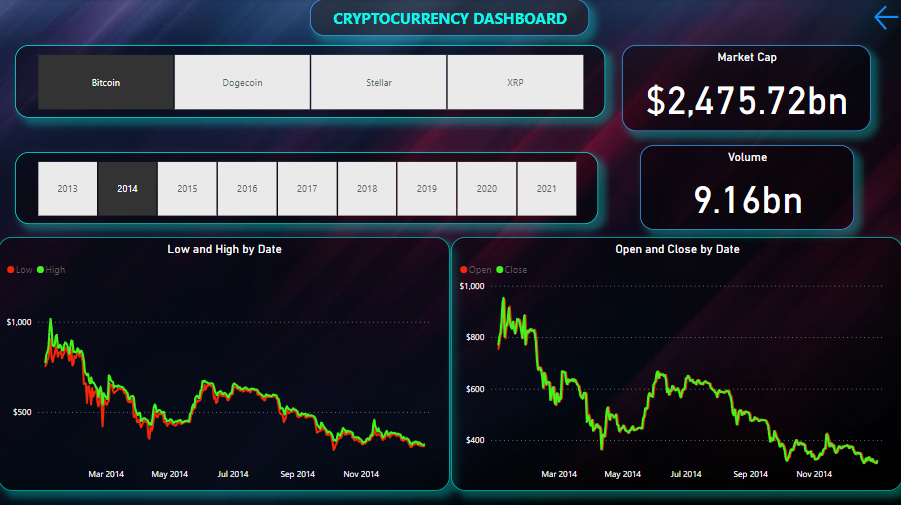 CRYPTOCURRENCY DASHBOARD
Bitcoin
Dogecoin
Stellar
XRP
Market Cap
$2,475.72bn
2013
2014
2015
2016
2017
2018
2019
2020
2021
Volume
9.16bn
Low and High by Date
Low
High
$1,000
$500
Mar 2014
May 2014
Jul 2014
Sep 2014
Nov 2014
Open and Close by Date
Open
Close
$1,000
$800
$600
$400
Mar 2014
May 2014
Jul 2014
Sep 2014
Nov 2014